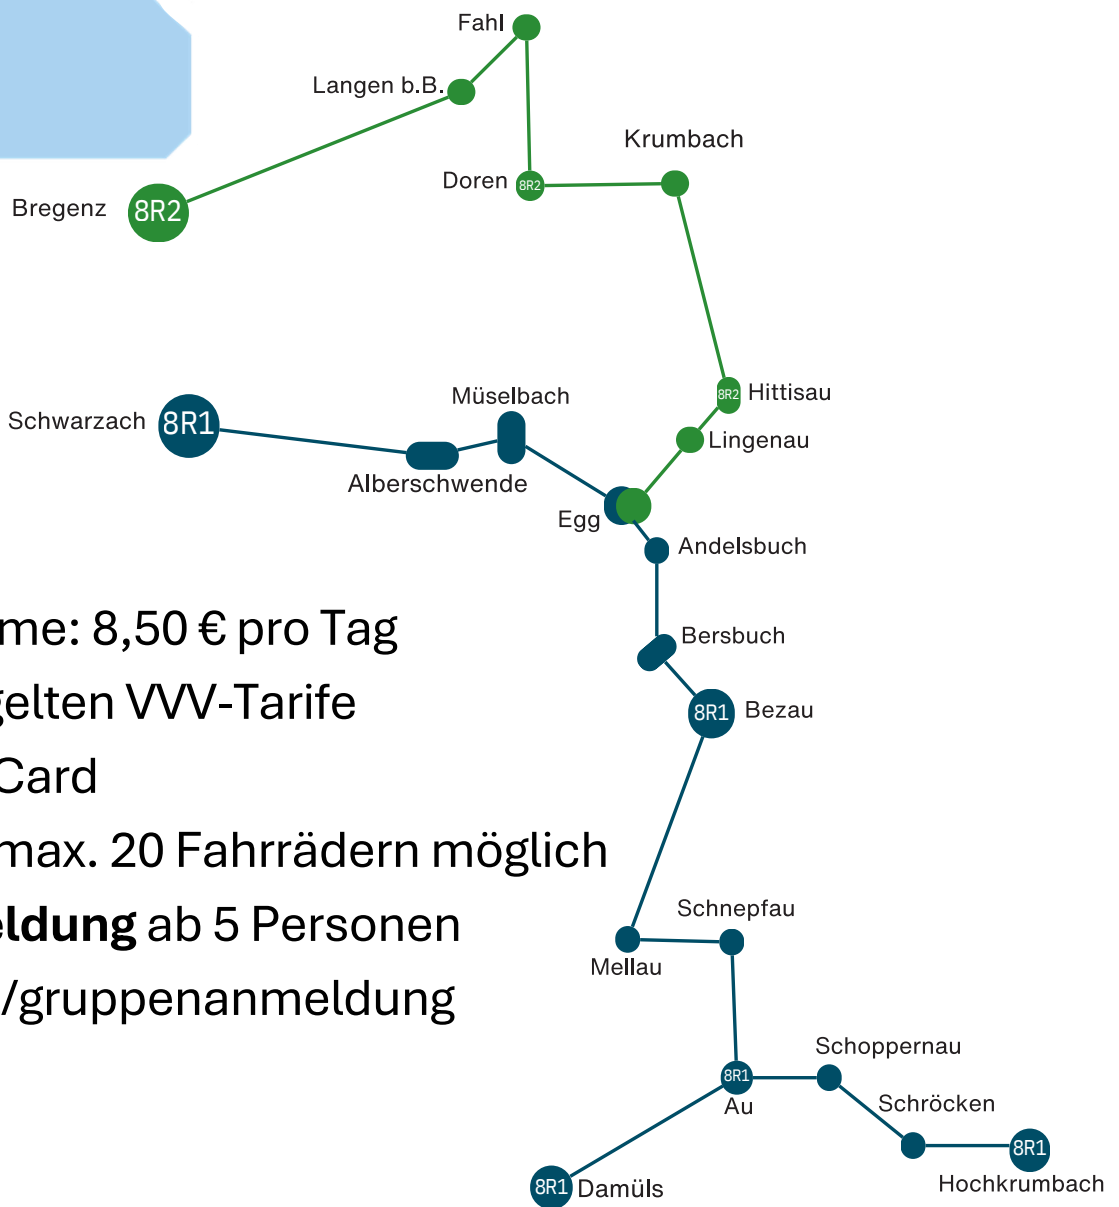 Fahl
Langen b.B.
Krumbach
Doren 8R2
Bregenz 8R2
Müselbach
8R2 Hittisau
Schwarzach 8R1
Lingenau
Alberschwende
Egg
Andelsbuch
me: 8,50 € pro Tag
Bersbuch
gelten VVV-Tarife
8R1 Bezau
Card
max. 20 Fahrrädern möglich
Schnepfau
eldung ab 5 Personen
Mellau
/gruppenanmeldung
Schoppernau
8R1
Au
Schröcken
8R1
Hochkrumbach
8R1 Damüls